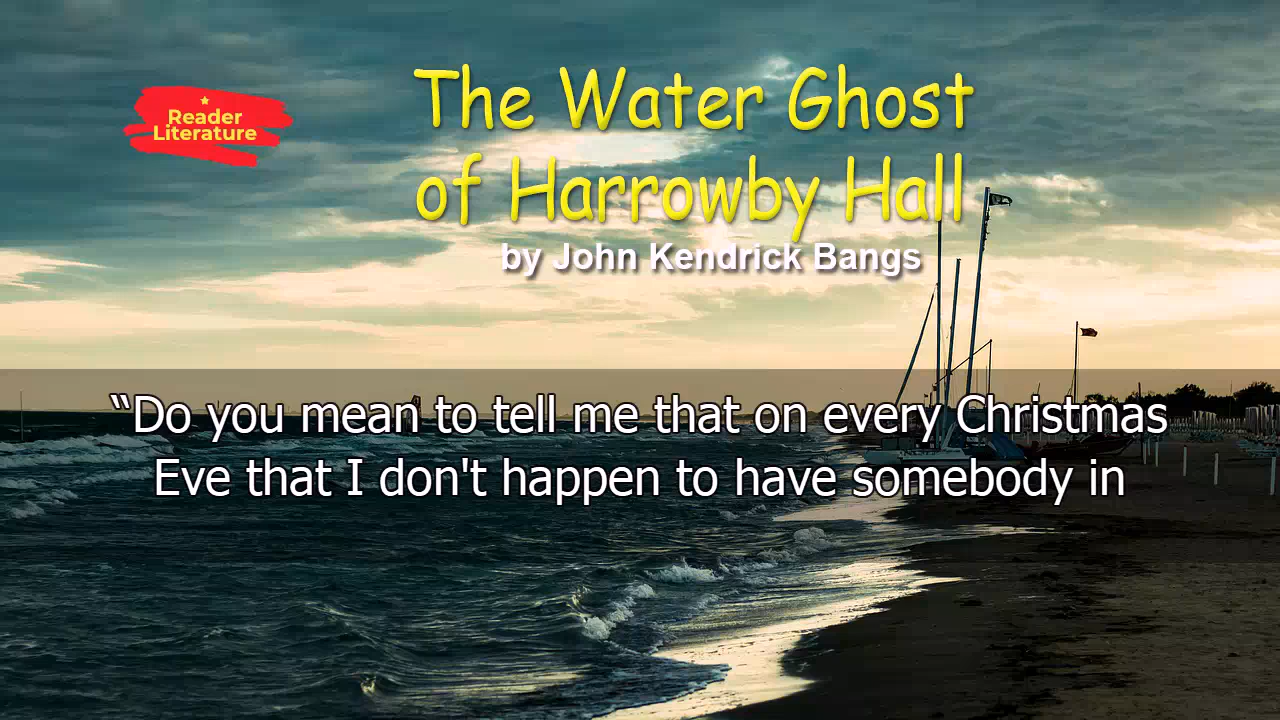 Reader
Literature
The Water Ghost
of Harrowby Hall
by John Kendrick Bangs
“Do you mean to tell me that on every Christmas
Eve that I don't happen to have somebody in